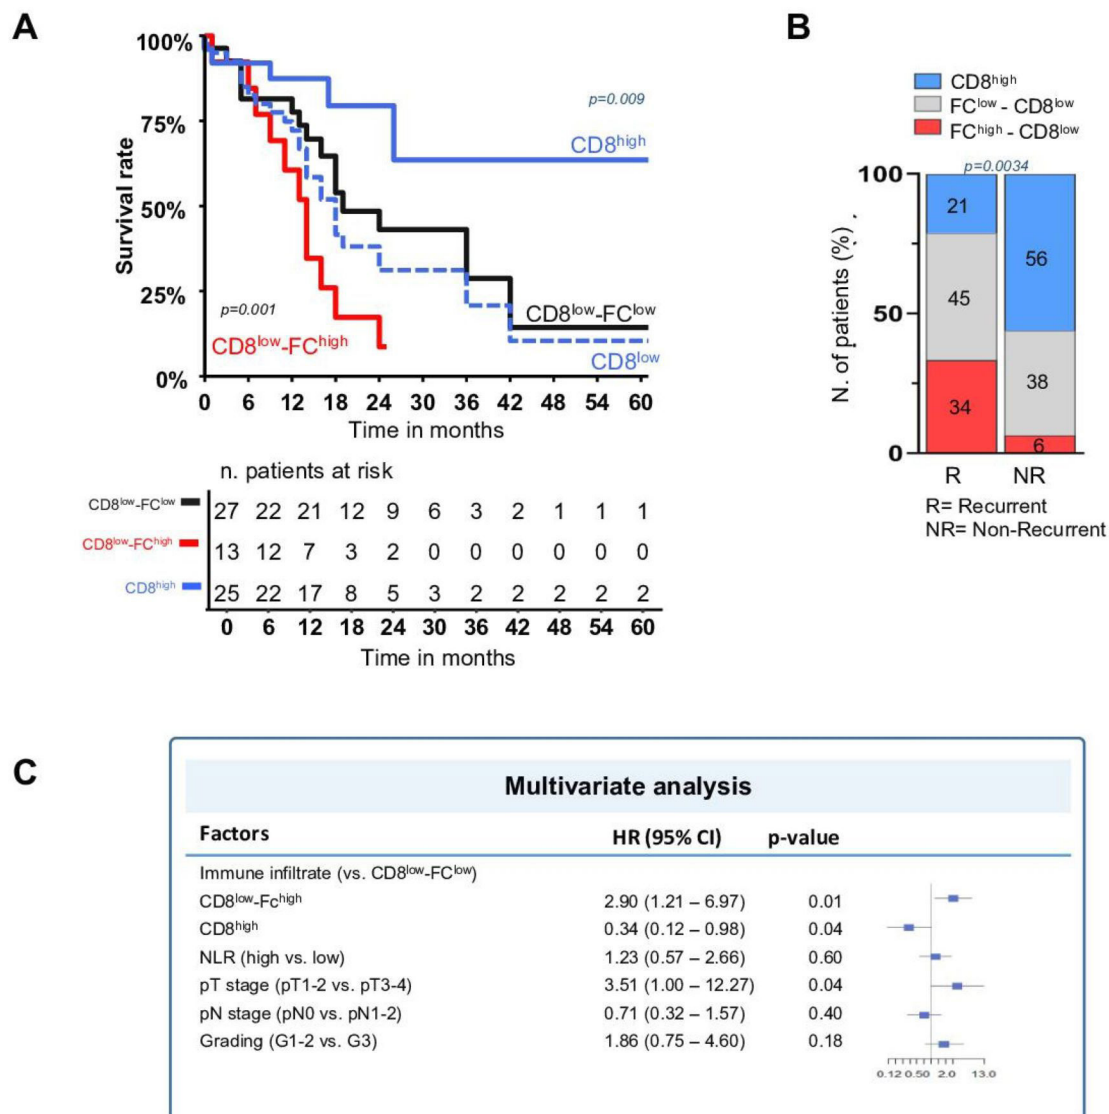 A
100%
75%
50%
25%
0%
Survival rate
p=0.009
CD8high
p=0.001
CD8low-FChigh
CD8low-FClow
CD8low
0 6 12 18 24 30 36 42 48 54 60
Time in months
n. patients at risk
CD8low-FClow 27 22 21 12 9 6 3 2 1 1 1
CD8low-FChigh 13 12 7 3 2 0 0 0 0 0 0
CD8high 25 22 17 8 5 3 2 2 2 2 2
0 6 12 18 24 30 36 42 48 54 60
Time in months
B
CD8high
FClow - CD8low
FChigh - CD8low
p=0.0034
100
50
0
N. of patients (%) .
21
45
34
56
38
6
R NR
R= Recurrent
NR= Non-Recurrent
C
Multivariate analysis
Factors HR (95% CI) p-value
Immune infiltrate (vs. CD8low-FClow)
CD8low-Fchigh 2.90 (1.21 – 6.97) 0.01
CD8high 0.34 (0.12 – 0.98) 0.04
NLR (high vs. low) 1.23 (0.57 – 2.66) 0.60
pT stage (pT1-2 vs. pT3-4) 3.51 (1.00 – 12.27) 0.04
pN stage (pN0 vs. pN1-2) 0.71 (0.32 – 1.57) 0.40
Grading (G1-2 vs. G3) 1.86 (0.75 – 4.60) 0.18
0.12 0.50 2.0 13.0